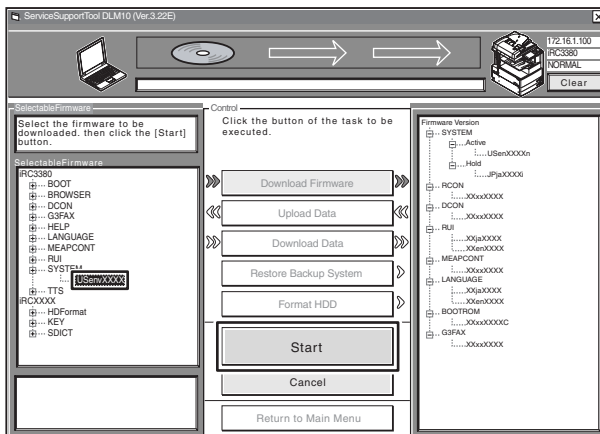 ServiceSupportTool DLM10 (Ver.3.22E)
172.16.1.100
iRC3380
NORMAL
Clear
SelectableFirmware
Select the firmware to be
downloaded. then click the [Start]
button.
SelectableFirmware
iRC3380
BOOT
BROWSER
DCON
G3FAX
HELP
LANGUAGE
MEAPCONT
RUI
SYSTEM
USenvXXXX
TTS
iRCXXXX
HDFormat
KEY
SDICT
Control
Click the button of the task to be
executed.
Download Firmware
Upload Data
Download Data
Restore Backup System
Format HDD
Start
Cancel
Return to Main Menu
Firmware Version
SYSTEM
Active
USenXXXXn
Hold
JPjaXXXXi
RCON
XXxxXXXX
DCON
XXxxXXXX
RUI
XXjaXXXX
XXenXXXX
MEAPCONT
XXxxXXXX
LANGUAGE
XXjaXXXX
XXenXXXX
BOOTROM
XXxxXXXXC
G3FAX
XXxxXXXX